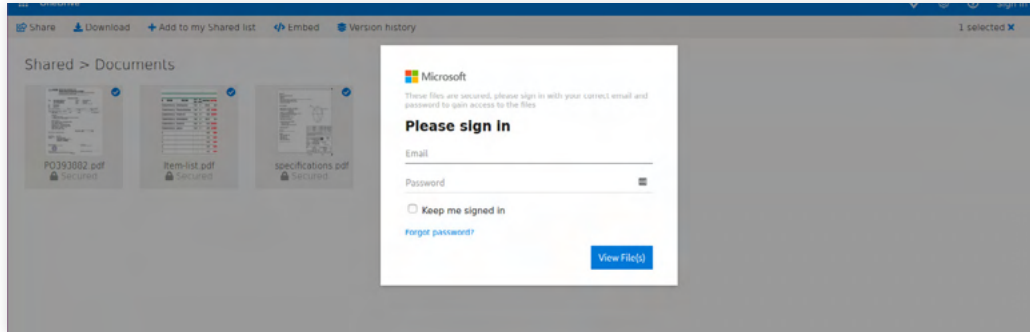 OneDrive
Sign in
Share Download Add to my Shared list Embed Version history 1 selected
Shared > Documents
Microsoft
These files are secured, please sign in with your correct email and
password to gain access to the files
Please sign in
Email
Password
Keep me signed in
Forgot password?
View File(s)
PO393882.pdf
Secured
Item-list.pdf
Secured
specifications.pdf
Secured